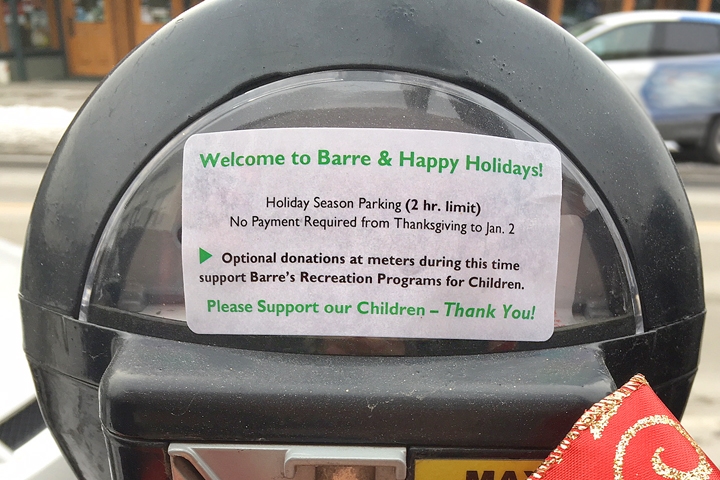 Welcome to Barre & Happy Holidays!
Holiday Season Parking (2 hr. limit)
No Payment Required from Thanksgiving to Jan. 2
Optional donations at meters during this time
support Barre's Recreation Programs for Children.
Please Support our Children – Thank You!
MAX